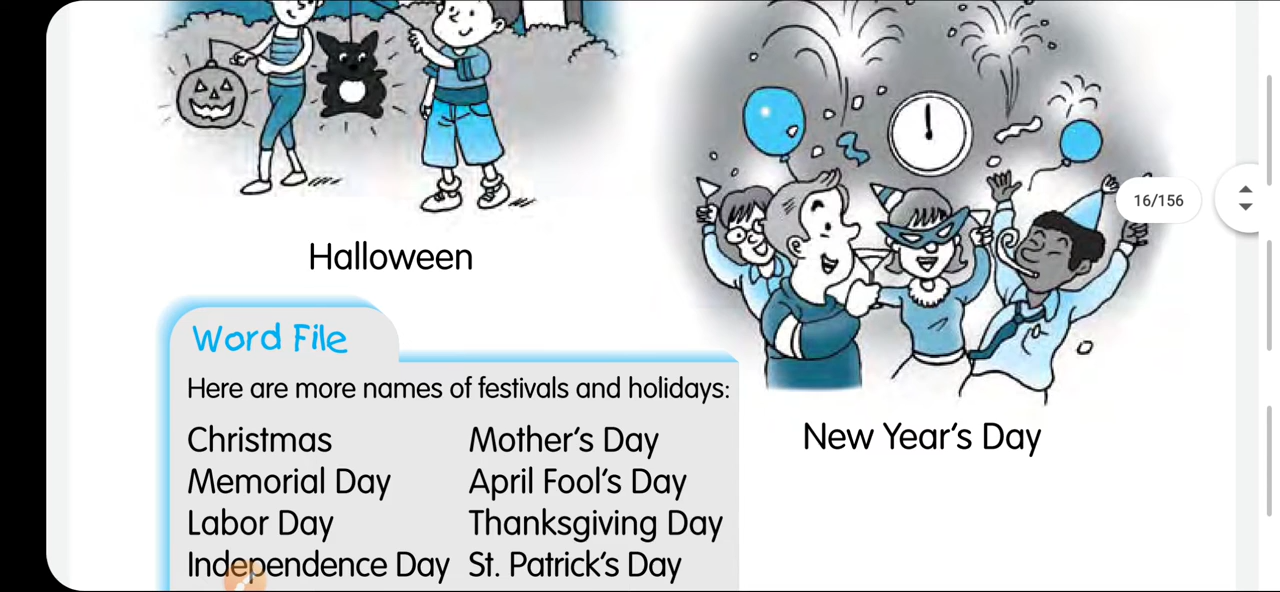 16/156
Halloween
Word File
Here are more names of festivals and holidays:
Christmas Mother's Day
Memorial Day April Fool's Day
Labor Day Thanksgiving Day
Independence Day St. Patrick's Day
New Year's Day